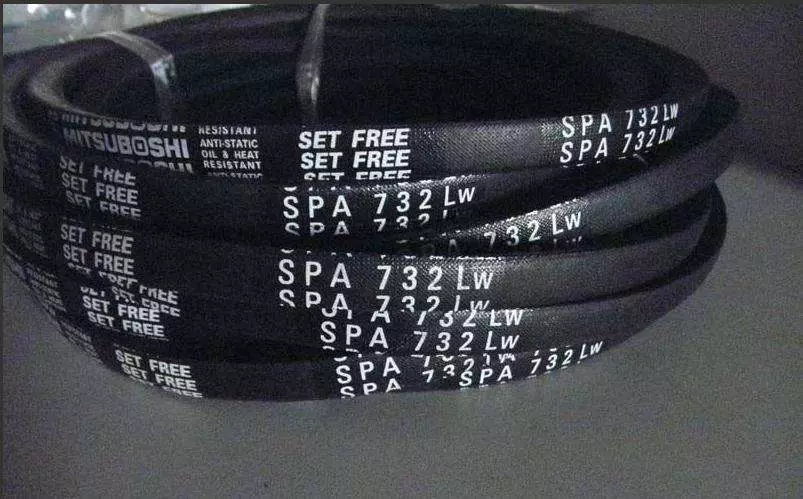 MITSUBOSHI
RESISTANT
ANTI-STATIC
OIL & HEAT
RESISTANT
ANTI-STATIC
SET FREE
SET FREE
SET FREE
SPA 732 Lw
SPA 732 Lw
SET FREE
SET FREE
SET FREE
SPA 732 Lw
SPA 732 Lw
SET FREE
SET FREE
SPA 732 Lw
SPA 732 Lw
SET FREE
SET FREE
SET FREE
SPA 732 Lw
SPA 732 Lw
SET FREE
SET FREE
SPA
SPA 732 Lw
SPA